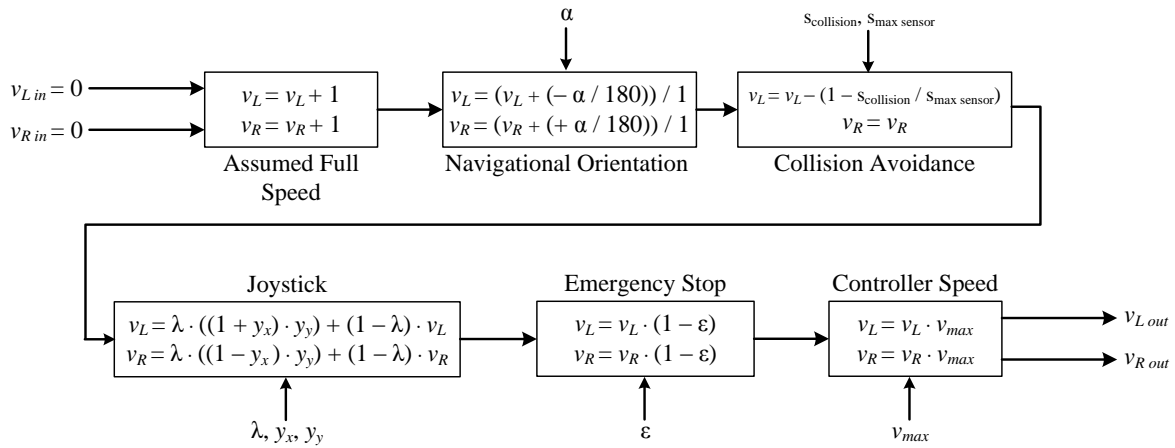 α
s_collision, s_max sensor
v_L in = 0
v_R in = 0
v_L = v_L + 1
v_R = v_R + 1
Assumed Full
Speed
v_L = (v_L + (− α / 180)) / 1
v_R = (v_R + (+ α / 180)) / 1
Navigational Orientation
v_L = v_L − (1 − s_collision / s_max sensor)
v_R = v_R
Collision Avoidance
Joystick
v_L = λ · ((1 + y_x) · y_y) + (1 − λ) · v_L
v_R = λ · ((1 − y_x) · y_y) + (1 − λ) · v_R
λ, y_x, y_y
Emergency Stop
v_L = v_L · (1 − ε)
v_R = v_R · (1 − ε)
ε
Controller Speed
v_L = v_L · v_max
v_R = v_R · v_max
v_max
v_L out
v_R out